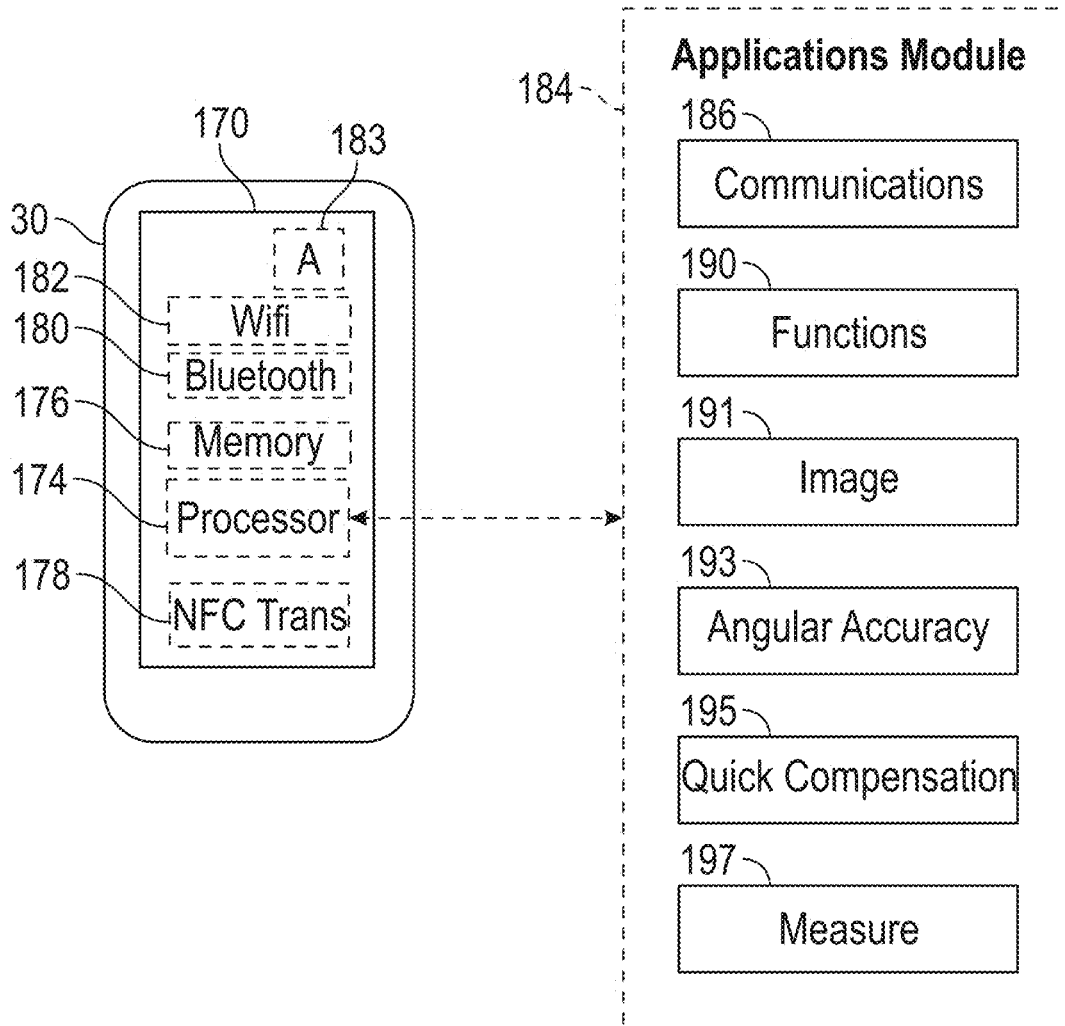 170
183
30
A
182
Wifi
180
Bluetooth
176
Memory
174
Processor
178
NFC Trans
184
Applications Module
186
Communications
190
Functions
191
Image
193
Angular Accuracy
195
Quick Compensation
197
Measure